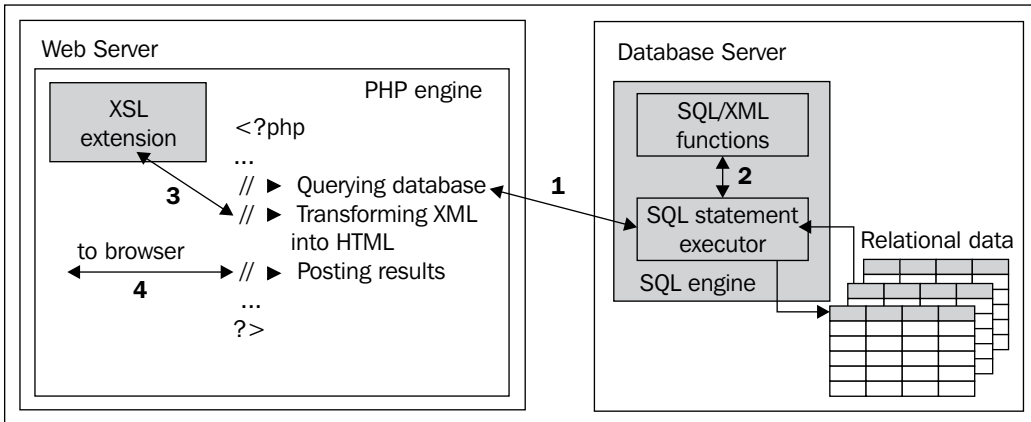 Web Server
PHP engine
XSL
extension
<?php
...
// ► Querying database
3
// ► Transforming XML
into HTML
to browser
4
// ► Posting results
...
?>
1
Database Server
SQL/XML
functions
2
SQL statement
executor
SQL engine
Relational data